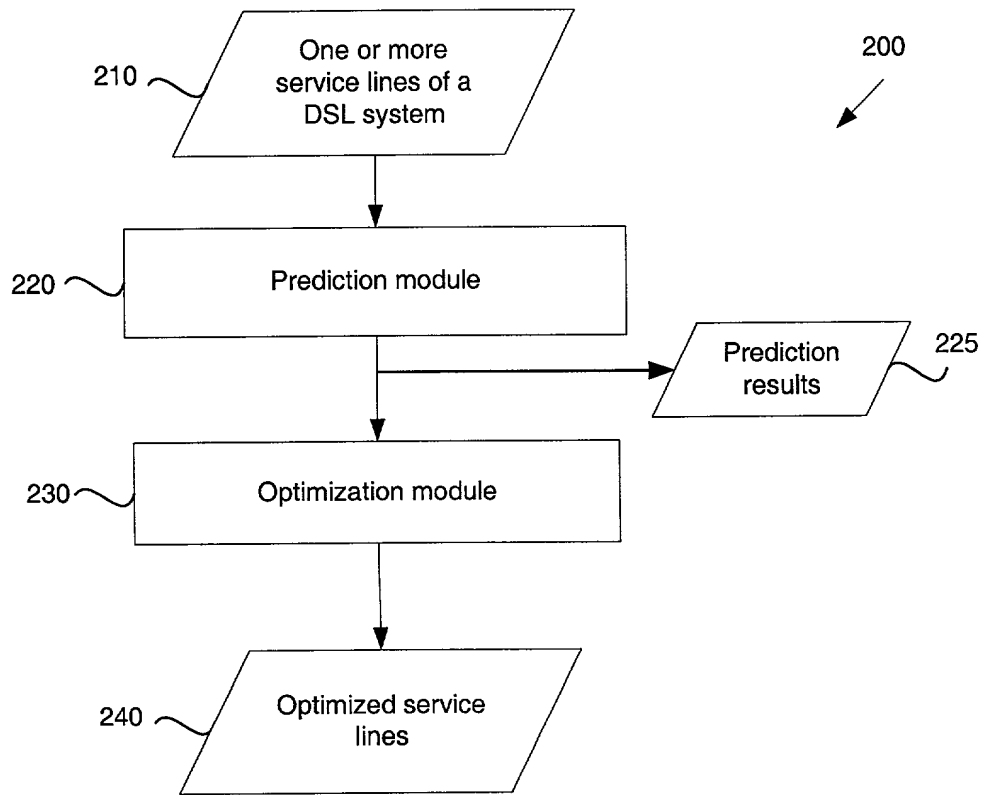 One or more
service lines of a
DSL system
210
200
Prediction module
220
Prediction
results
225
Optimization module
230
Optimized service
lines
240